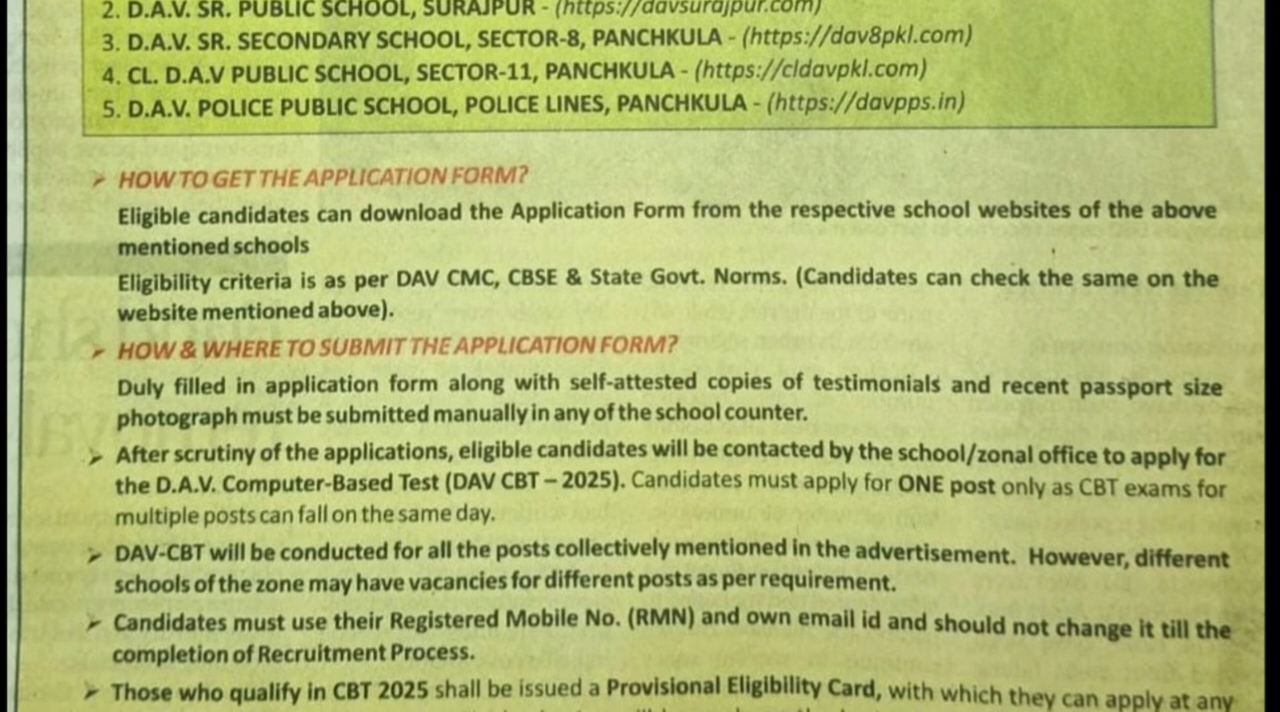 2. D.A.V. SR. PUBLIC SCHOOL, SURAJPUR - (https://davsurajpur.com)
3. D.A.V. SR. SECONDARY SCHOOL, SECTOR-8, PANCHKULA - (https://dav8pkl.com)
4. CL. D.A.V PUBLIC SCHOOL, SECTOR-11, PANCHKULA - (https://cldavpkl.com)
5. D.A.V. POLICE PUBLIC SCHOOL, POLICE LINES, PANCHKULA - (https://davpps.in)
➤ HOW TO GET THE APPLICATION FORM?
Eligible candidates can download the Application Form from the respective school websites of the above
mentioned schools
Eligibility criteria is as per DAV CMC, CBSE & State Govt. Norms. (Candidates can check the same on the
website mentioned above).
➤ HOW & WHERE TO SUBMIT THE APPLICATION FORM?
Duly filled in application form along with self-attested copies of testimonials and recent passport size
photograph must be submitted manually in any of the school counter.
➤ After scrutiny of the applications, eligible candidates will be contacted by the school/zonal office to apply for
the D.A.V. Computer-Based Test (DAV CBT – 2025). Candidates must apply for ONE post only as CBT exams for
multiple posts can fall on the same day.
➤ DAV-CBT will be conducted for all the posts collectively mentioned in the advertisement. However, different
schools of the zone may have vacancies for different posts as per requirement.
➤ Candidates must use their Registered Mobile No. (RMN) and own email id and should not change it till the
completion of Recruitment Process.
➤ Those who qualify in CBT 2025 shall be issued a Provisional Eligibility Card, with which they can apply at any